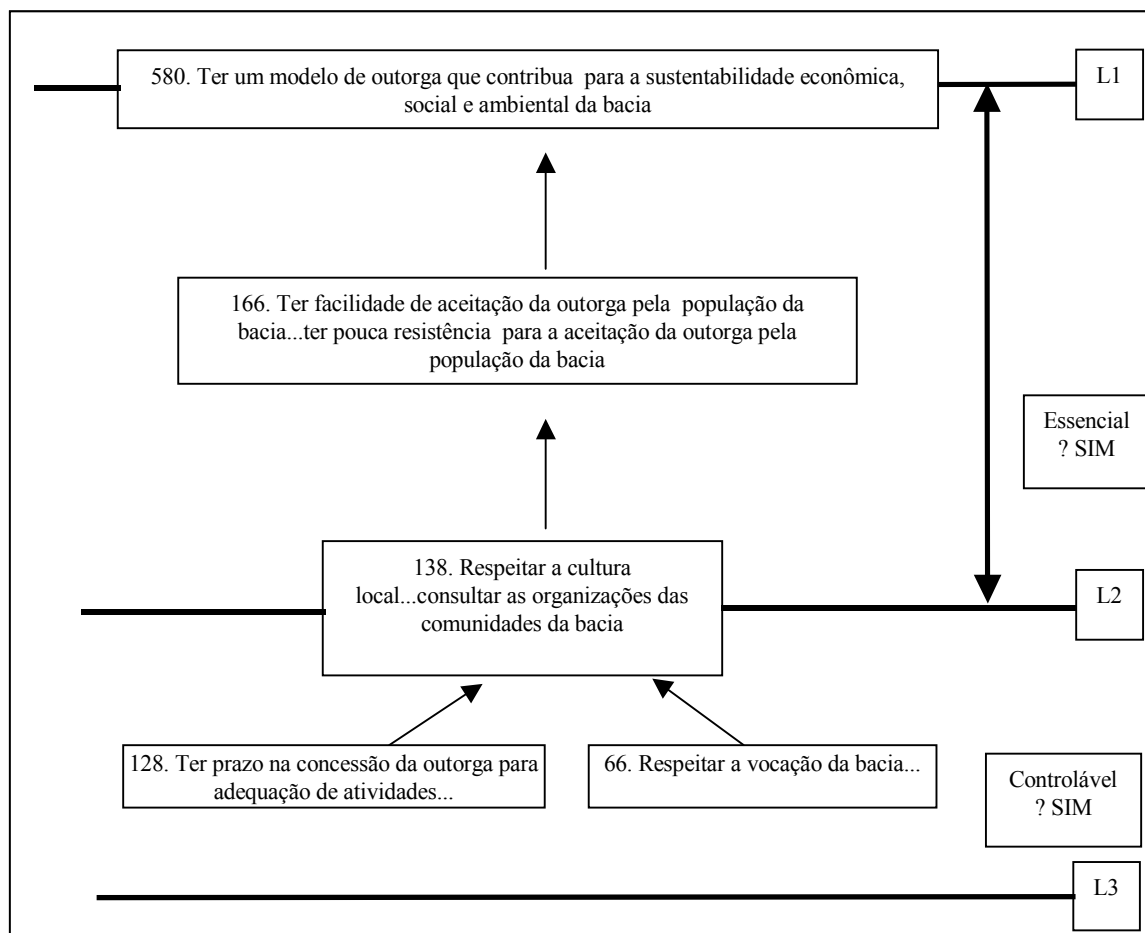 580. Ter um modelo de outorga que contribua para a sustentabilidade econômica,
social e ambiental da bacia
L1
166. Ter facilidade de aceitação da outorga pela população da
bacia...ter pouca resistência para a aceitação da outorga pela
população da bacia
Essencial
? SIM
138. Respeitar a cultura
local...consultar as organizações das
comunidades da bacia
L2
128. Ter prazo na concessão da outorga para
adequação de atividades...
66. Respeitar a vocação da bacia...
Controlável
? SIM
L3